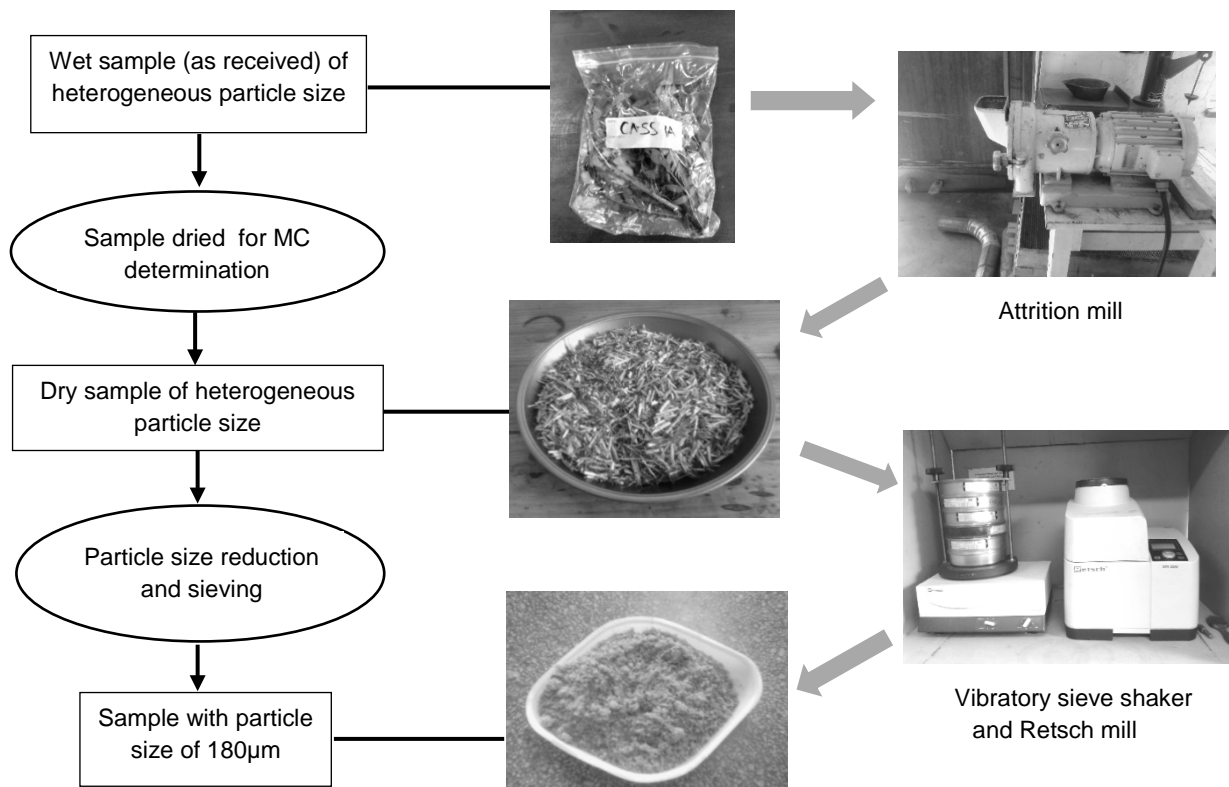 Wet sample (as received) of
heterogeneous particle size
CASSIA
Attrition mill
Sample dried for MC
determination
Dry sample of heterogeneous
particle size
Particle size reduction
and sieving
Retsch
Vibratory sieve shaker
and Retsch mill
Sample with particle
size of 180µm